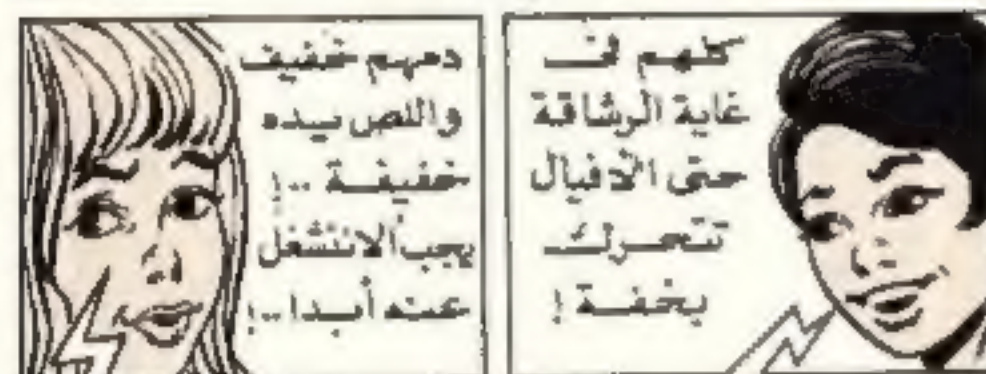 كلهم في
غاية الرشاقة
حتى الأفيال
تتحرك
بخفة !
دمهم خفيف
واللص يده
خفيفة ..!
يجب ألا ننشغل
عنه أبدا ..!